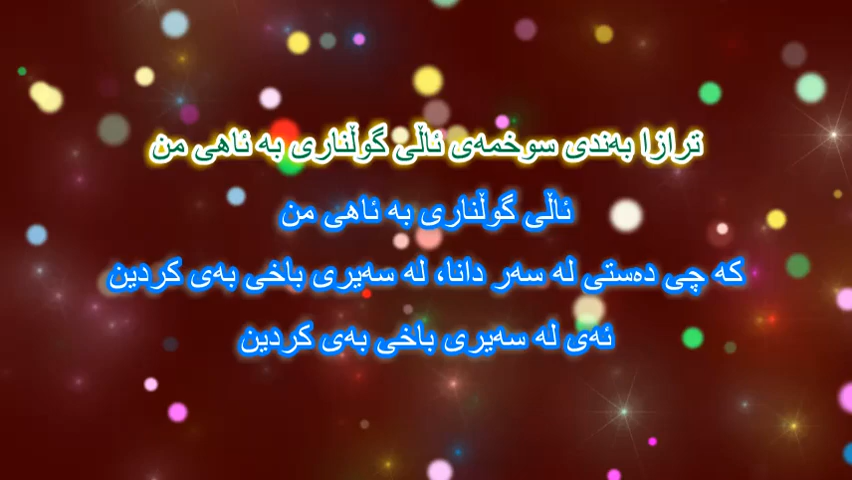 ترازا بەندی سوخمەی ئاڵی گوڵناری بە ئاهی من
ئاڵی گوڵناری بە ئاهی من
کە چی دەستی لە سەر دانا، لە سەیری باخی بەی کردین
ئەی لە سەیری باخی بەی کردین